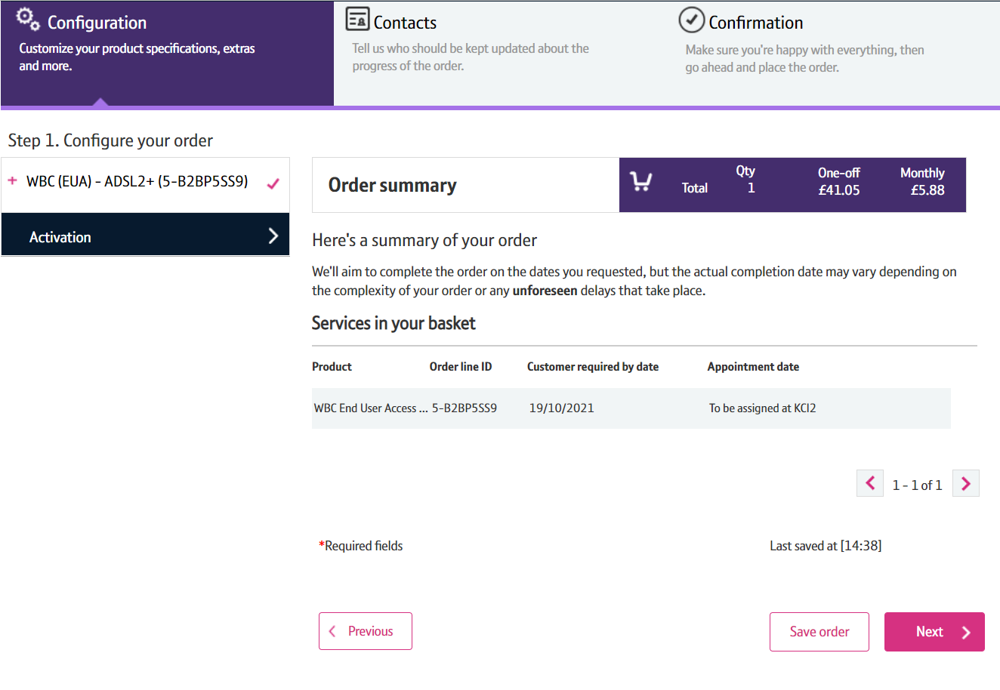 Configuration
Customize your product specifications, extras
and more.
Contacts
Tell us who should be kept updated about the
progress of the order.
Confirmation
Make sure you're happy with everything, then
go ahead and place the order.
Step 1. Configure your order
+ WBC (EUA) - ADSL2+ (5-B2BP5SS9)
Activation
Order summary
Total
Qty
1
One-off
£41.05
Monthly
£5.88
Here's a summary of your order
We'll aim to complete the order on the dates you requested, but the actual completion date may vary depending on
the complexity of your order or any unforeseen delays that take place.
Services in your basket
Product Order line ID Customer required by date Appointment date
WBC End User Access ... 5-B2BP5SS9 19/10/2021 To be assigned at KCI2
1 - 1 of 1
*Required fields
Last saved at [14:38]
Previous
Save order
Next